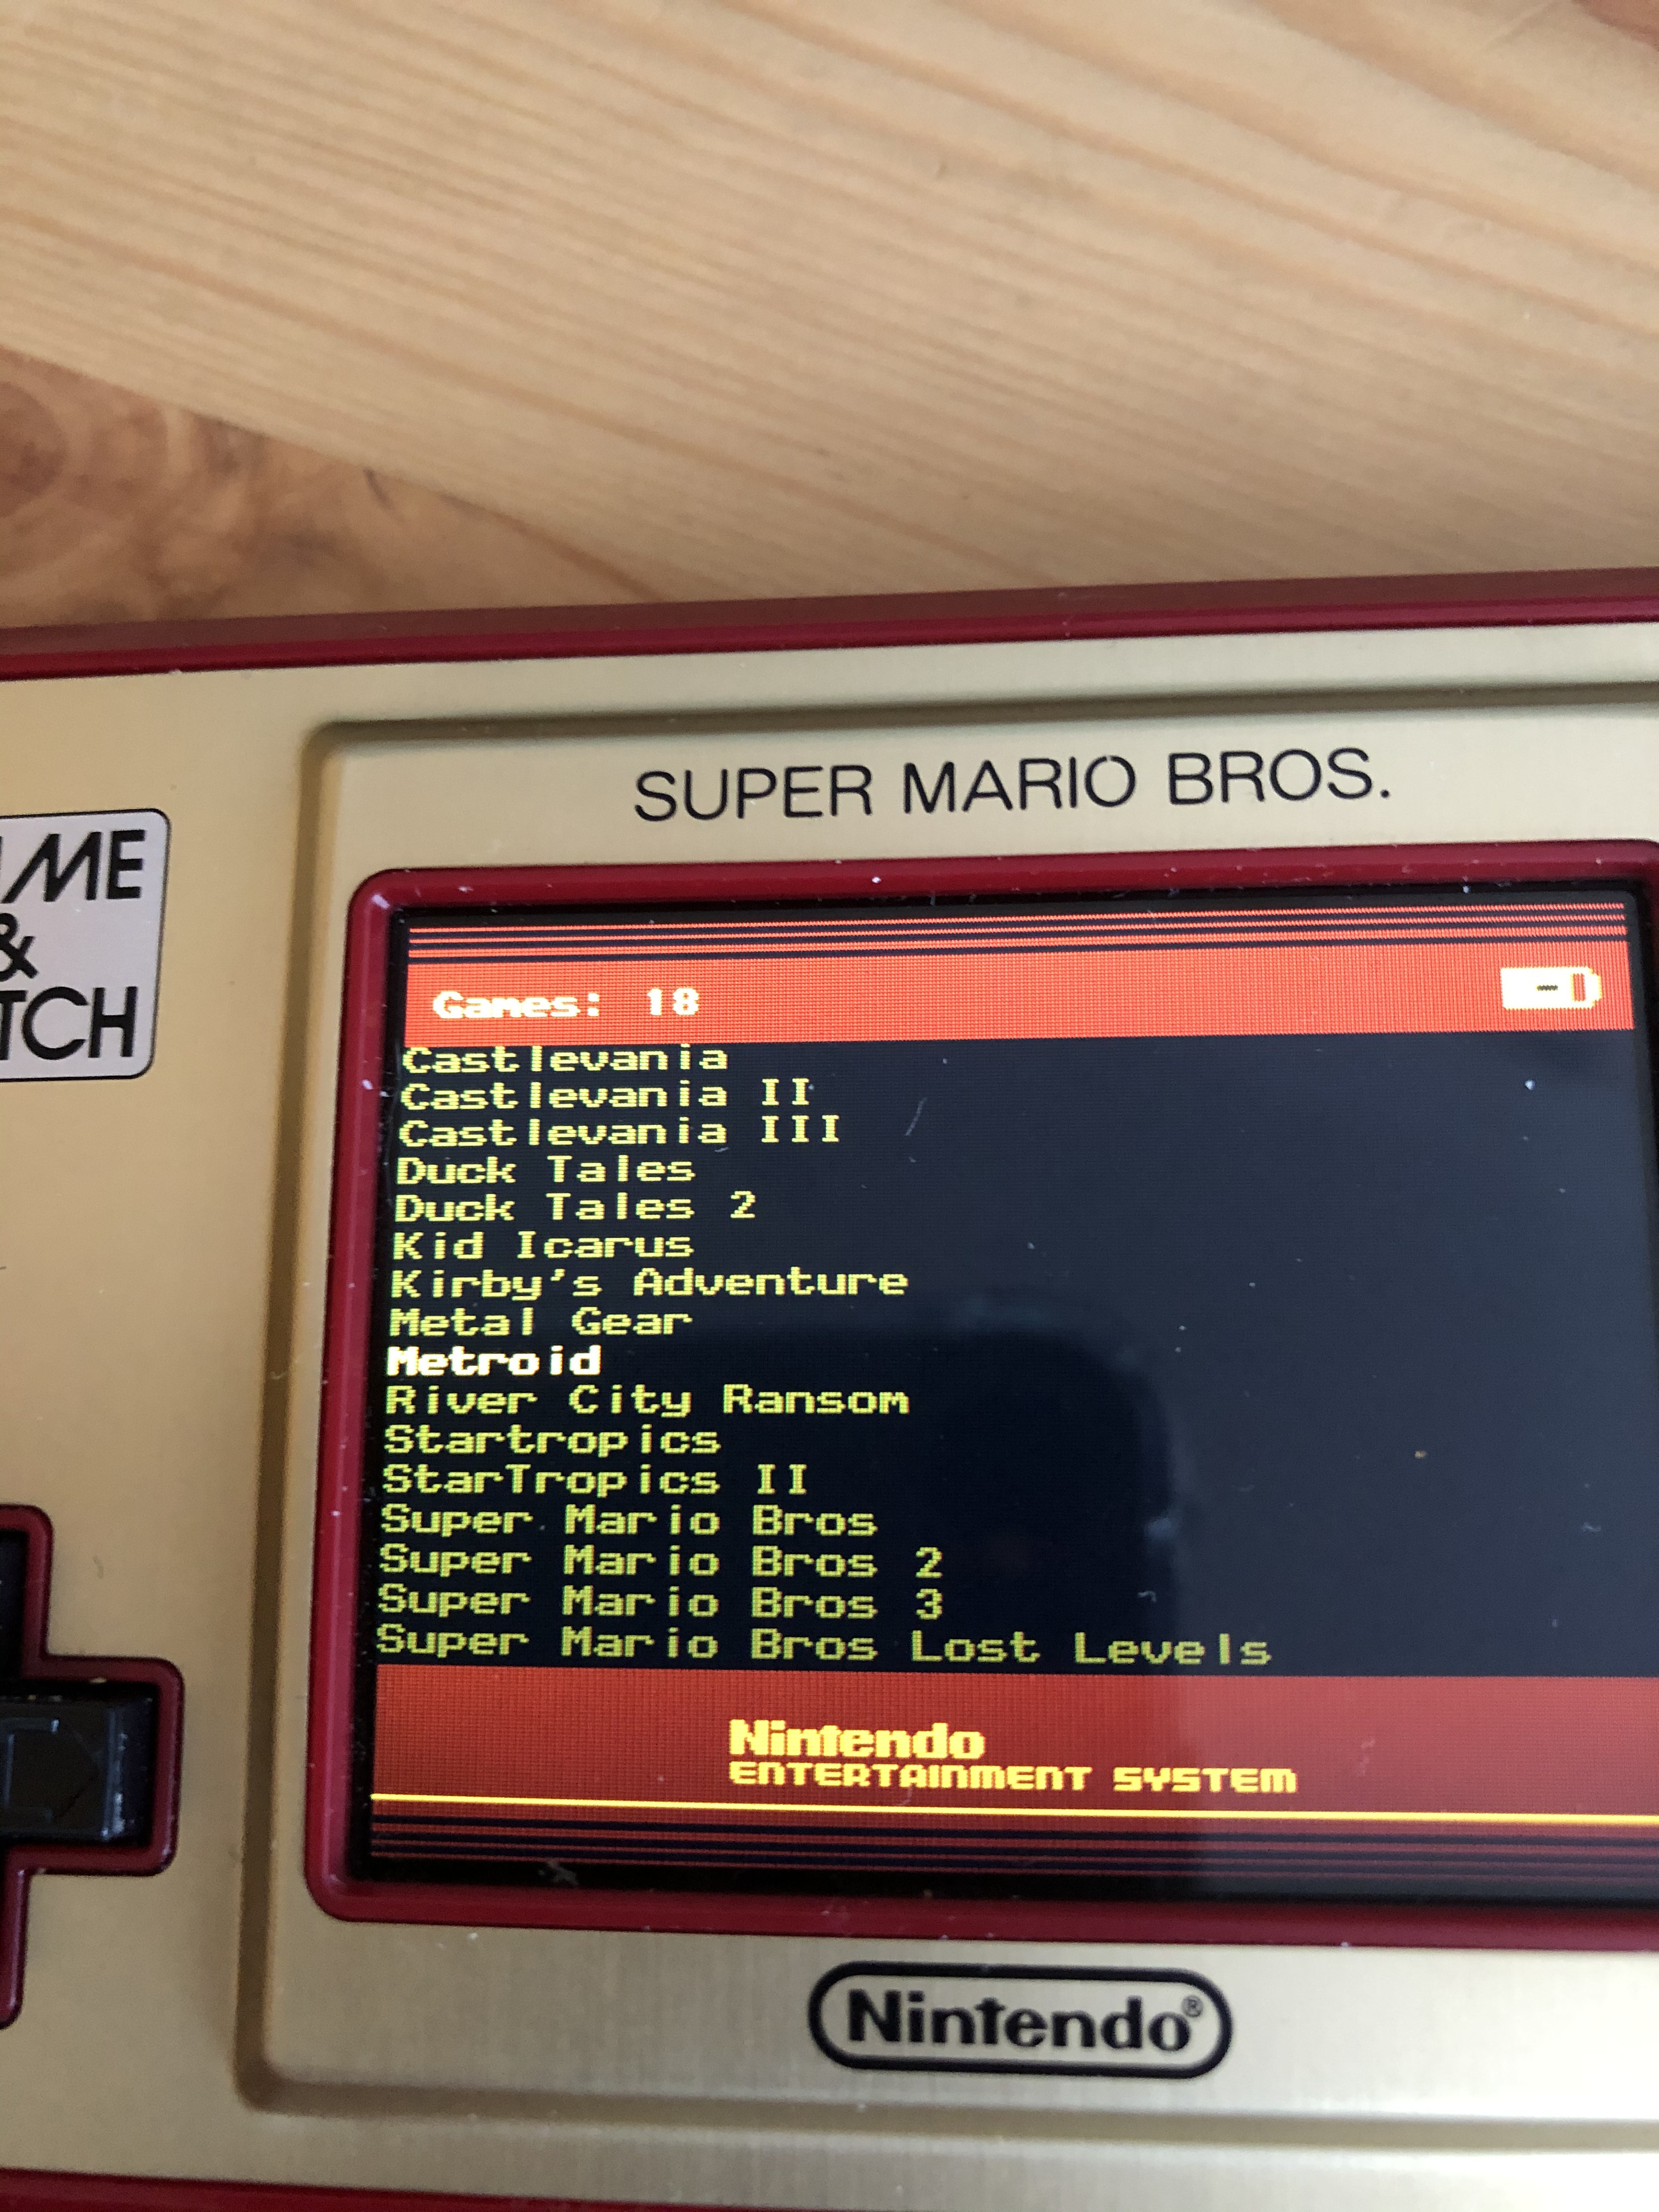 SUPER MARIO BROS.
AME
&
TCH
Games: 18
Castlevania
Castlevania II
Castlevania III
Duck Tales
Duck Tales 2
Kid Icarus
Kirby's Adventure
Metal Gear
Metroid
River City Ransom
Startropics
StarTropics II
Super Mario Bros
Super Mario Bros 2
Super Mario Bros 3
Super Mario Bros Lost Levels
Nintendo
ENTERTAINMENT SYSTEM
Nintendo®